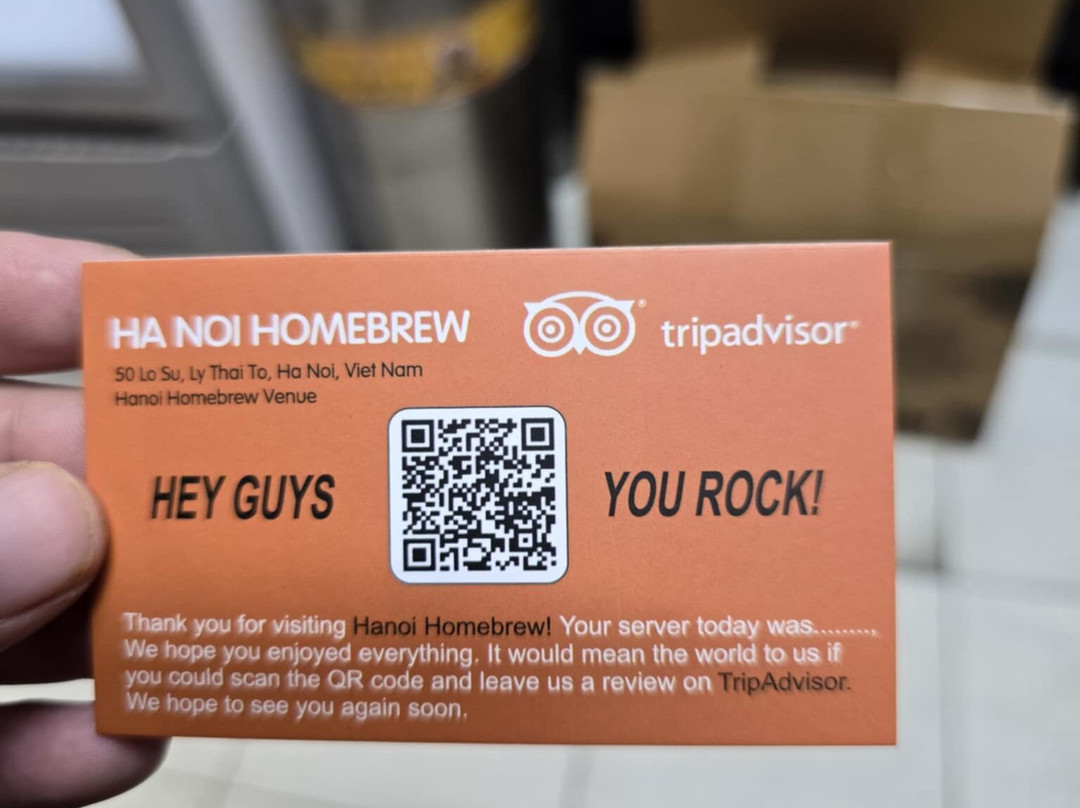 HA NOI HOMEBREW
tripadvisor®
50 Lo Su, Ly Thai To, Ha Noi, Viet Nam
Hanoi Homebrew Venue
HEY GUYS
YOU ROCK!
Thank you for visiting Hanoi Homebrew! Your server today was........,
We hope you enjoyed everything. It would mean the world to us if
you could scan the QR code and leave us a review on TripAdvisor.
We hope to see you again soon.